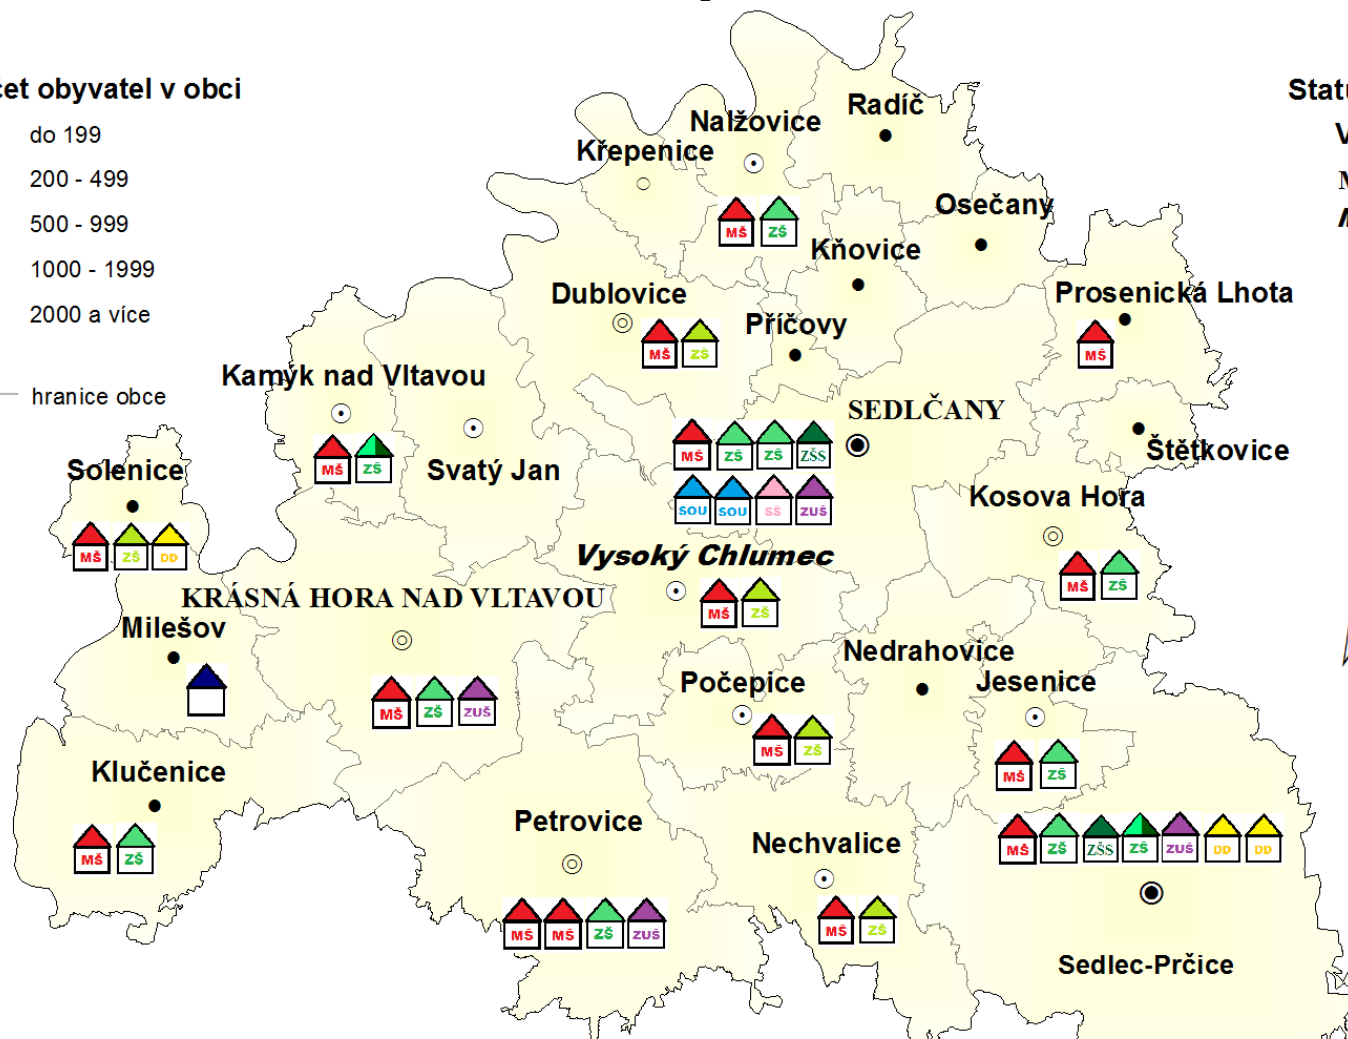 čet obyvatel v obci
do 199
200 - 499
500 - 999
1000 - 1999
2000 a více
hranice obce
Statu
V
Radíč
Nalžovice
Křepenice
MŠ ZŠ
Osečany
Kňovice
Dublovice
MŠ ZŠ
Příčovy
Prosenická Lhota
MŠ
Kamýk nad Vltavou
MŠ ZŠ
Svatý Jan
SEDLČANY
MŠ ZŠ ZŠ ZŠS
SOU SOU SŠ ZUŠ
Štětkovice
Solenice
MŠ ZŠ DD
Kosova Hora
MŠ ZŠ
Vysoký Chlumec
MŠ ZŠ
KRÁSNÁ HORA NAD VLTAVOU
MŠ ZŠ ZUŠ
Milešov
Nedrahovice
Počepice
MŠ ZŠ
Jesenice
MŠ ZŠ
Klučenice
MŠ ZŠ
Petrovice
MŠ MŠ ZŠ ZUŠ
Nechvalice
MŠ ZŠ
MŠ ZŠ ZŠS ZŠ ZUŠ DD DD
Sedlec-Prčice